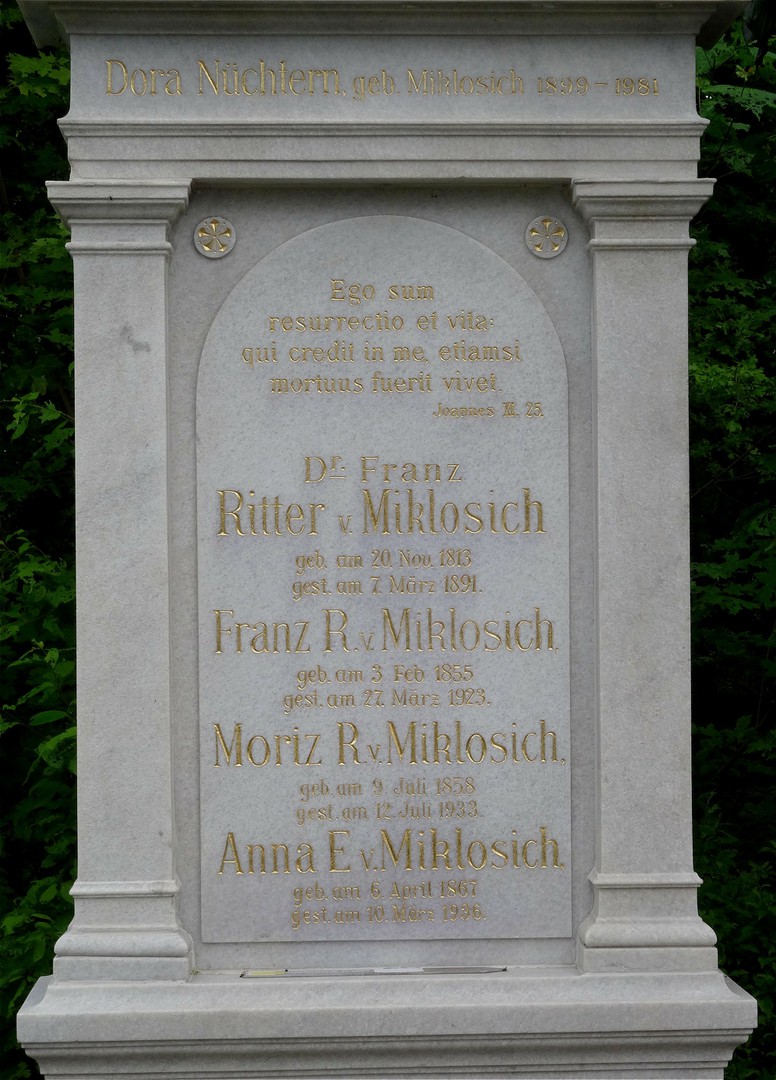 Dora Nüchtern, geb. Miklosich 1899–1981
Ego sum
resurrectio et vita:
qui credit in me, etiamsi
mortuus fuerit vivet.
Joannes XI. 25.
Dr. Franz
Ritter v. Miklosich
geb. am 20. Nov. 1813
gest. am 7. März 1891.
Franz R. v. Miklosich.
geb. am 3 Feb 1855
gest. am 27. März 1923.
Moriz R. v. Miklosich,
geb. am 9. Juli 1858
gest. am 12. Juli 1933.
Anna E v. Miklosich.
geb. am 6. April 1867
gest. am 10. März 1936.